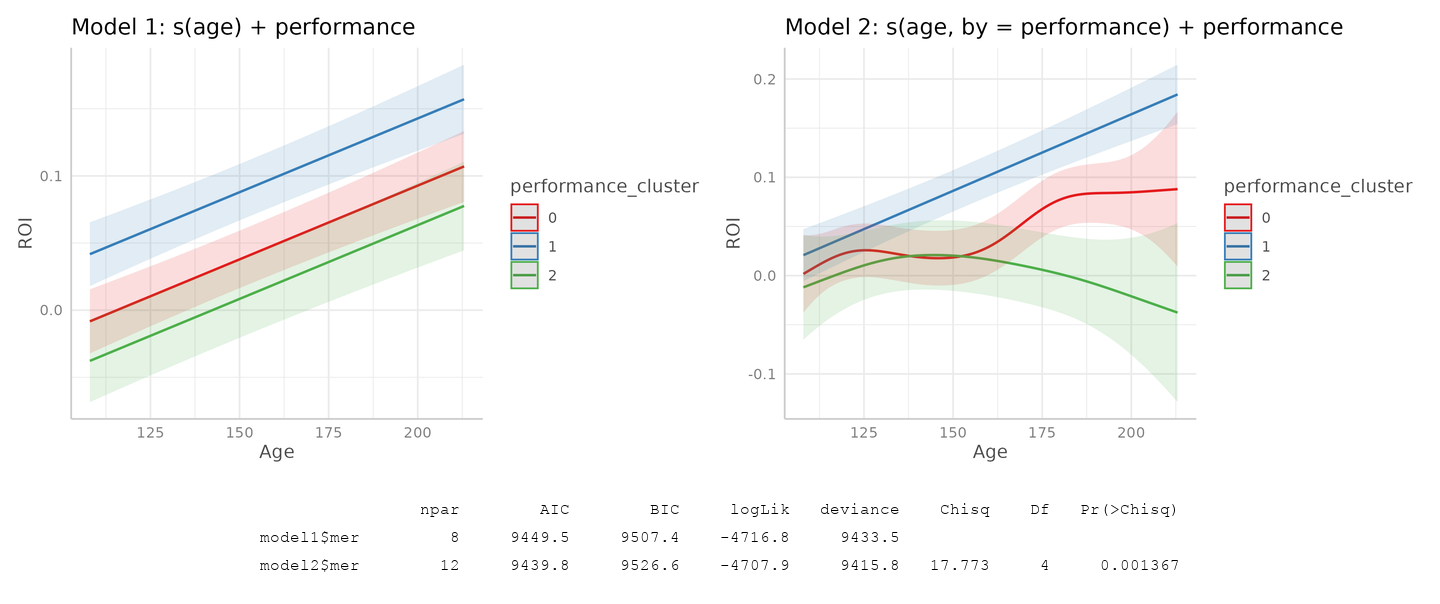 Model 1: s(age) + performance
0.1
0.0
ROI
125 150 175 200
Age
performance_cluster
0
1
2
Model 2: s(age, by = performance) + performance
0.2
0.1
0.0
-0.1
ROI
125 150 175 200
Age
performance_cluster
0
1
2
npar AIC BIC logLik deviance Chisq Df Pr(>Chisq)
model1$mer 8 9449.5 9507.4 -4716.8 9433.5
model2$mer 12 9439.8 9526.6 -4707.9 9415.8 17.773 4 0.001367